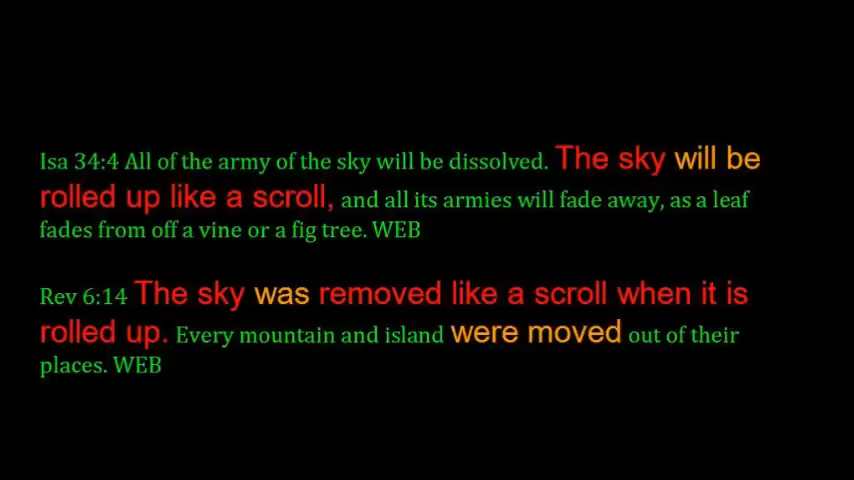 Isa 34:4 All of the army of the sky will be dissolved. The sky will be
rolled up like a scroll, and all its armies will fade away, as a leaf
fades from off a vine or a fig tree. WEB
Rev 6:14 The sky was removed like a scroll when it is
rolled up. Every mountain and island were moved out of their
places. WEB